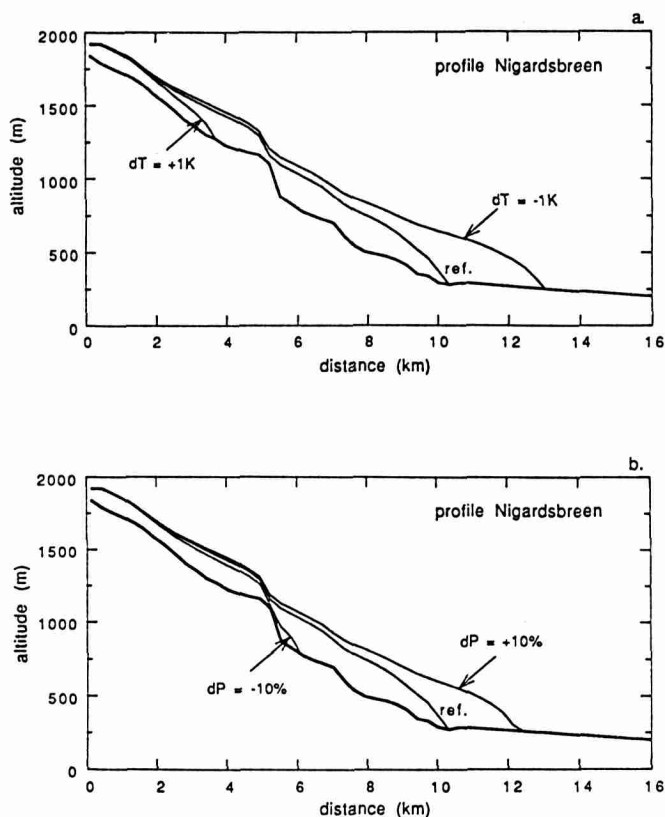 a.
2000
profile Nigardsbreen
1500
altitude (m)
dT = +1K
1000
dT = -1K
500
ref.
0
0 2 4 6 8 10 12 14 16
distance (km)
b.
2000
profile Nigardsbreen
1500
altitude (m)
1000
dP = +10%
dP = -10%
500
ref.
0
0 2 4 6 8 10 12 14 16
distance (km)